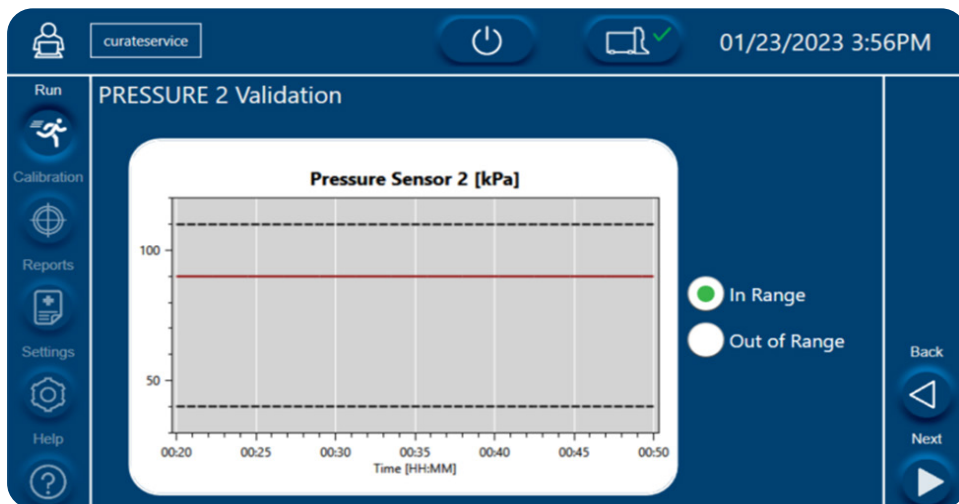 curateservice
01/23/2023 3:56PM
Run
PRESSURE 2 Validation
Calibration
Reports
Settings
Help
Pressure Sensor 2 [kPa]
100
50
00:20 00:25 00:30 00:35 00:40 00:45 00:50
Time [HH:MM]
In Range
Out of Range
Back
Next